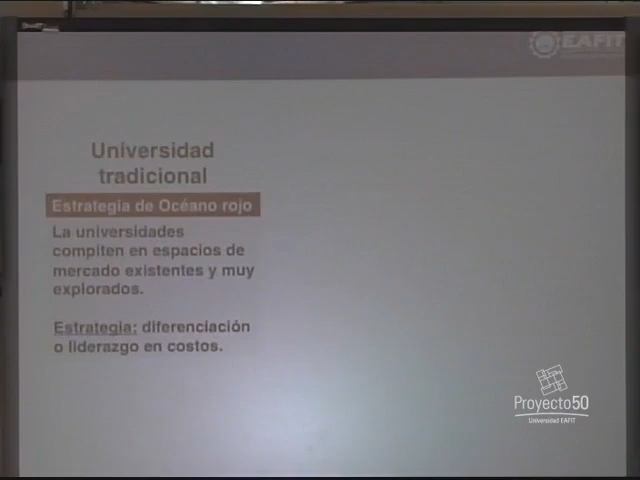 EAFIT
Universidad
tradicional
Estrategia de Océano rojo
La universidades
compiten en espacios de
mercado existentes y muy
explorados.
Estrategia: diferenciación
o liderazgo en costos.
Proyecto50
Universidad EAFIT